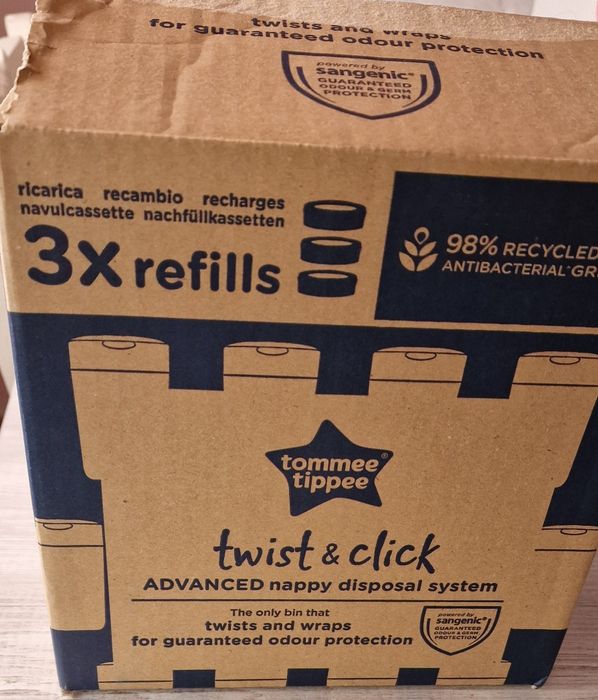 twists and wraps
for guaranteed odour protection
powered by
sangenic®
GUARANTEED
ODOUR & GERM
PROTECTION
ricarica recambio recharges
navulcassette nachfüllkassetten
3x refills
98% RECYCLED
ANTIBACTERIAL GR
tommee®
tippee
twist & click
ADVANCED nappy disposal system
The only bin that
twists and wraps
for guaranteed odour protection
powered by
sangenic®
GUARANTEED
ODOUR & GERM
PROTECTION